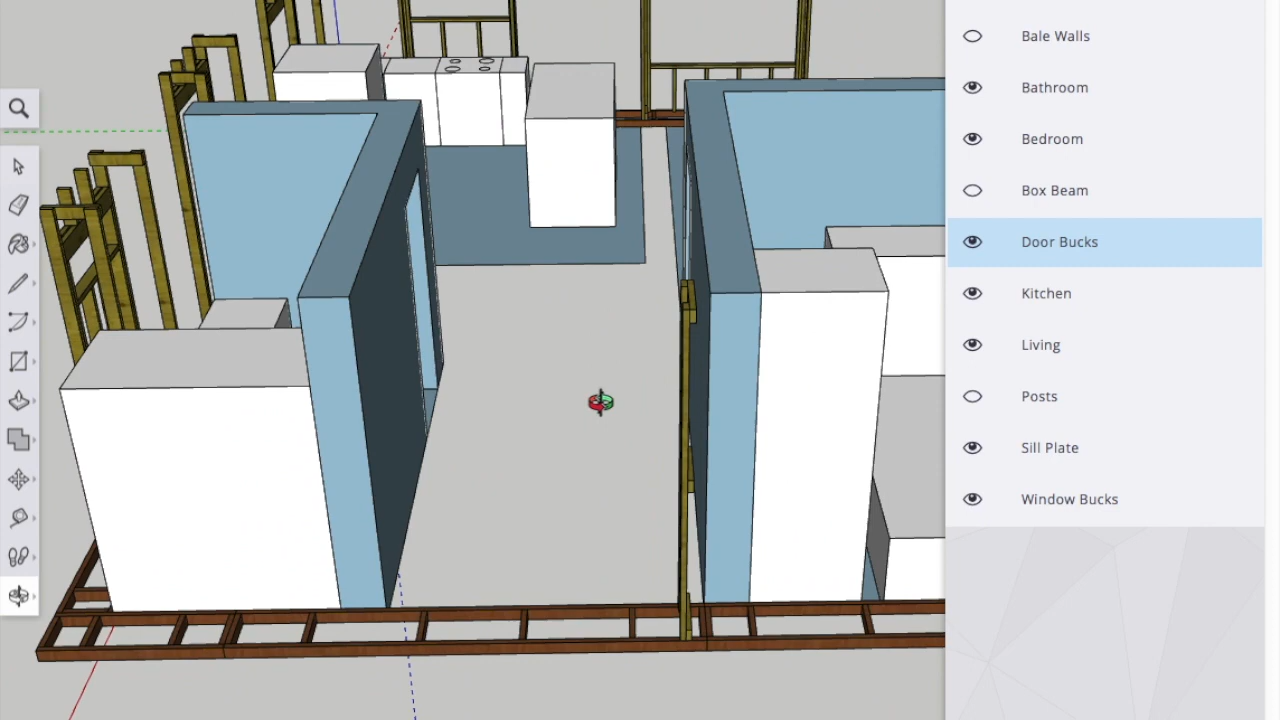 Bale Walls
Bathroom
Bedroom
Box Beam
Door Bucks
Kitchen
Living
Posts
Sill Plate
Window Bucks